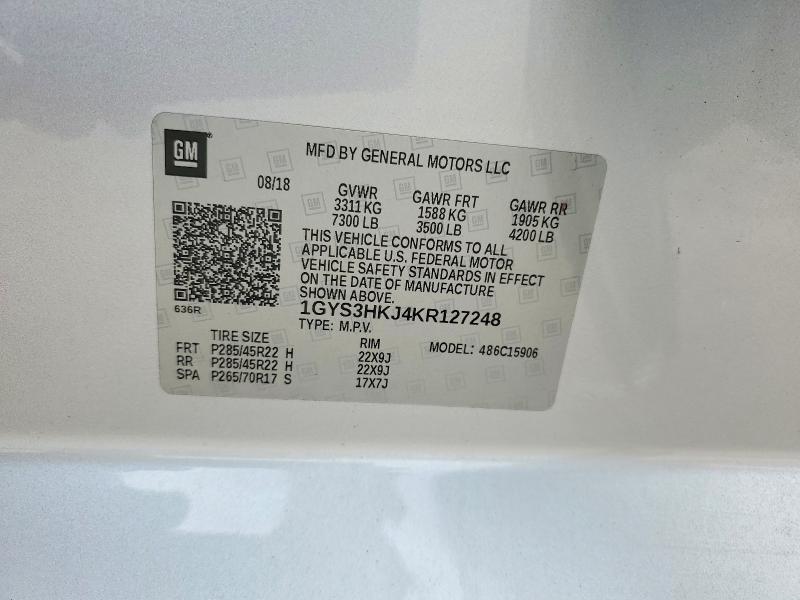 GM
MFD BY GENERAL MOTORS LLC
08/18
GVWR GAWR FRT GAWR RR
3311 KG 1588 KG 1905 KG
7300 LB 3500 LB 4200 LB
THIS VEHICLE CONFORMS TO ALL
APPLICABLE U.S. FEDERAL MOTOR
VEHICLE SAFETY STANDARDS IN EFFECT
ON THE DATE OF MANUFACTURE
SHOWN ABOVE.
636R
1GYS3HKJ4KR127248
TYPE: M.P.V. MODEL: 486C15906
TIRE SIZE RIM
FRT P285/45R22 H 22X9J
RR P285/45R22 H 22X9J
SPA P265/70R17 S 17X7J